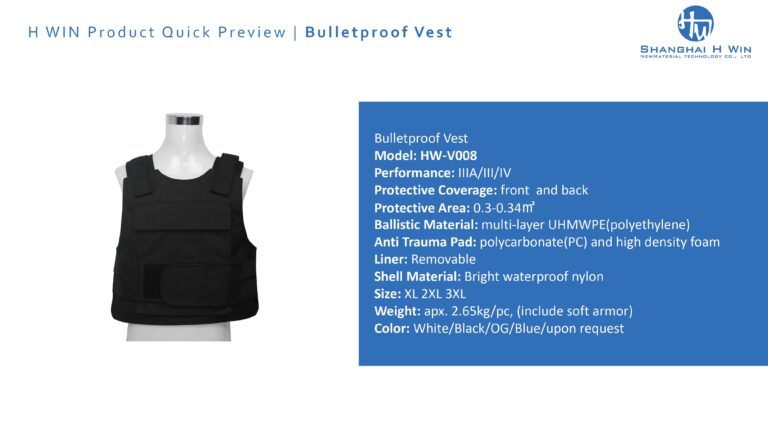 H WIN Product Quick Preview | Bulletproof Vest
HW
SHANGHAI H WIN
NEWMATERIAL TECHNOLOGY CO., LTD
Bulletproof Vest
Model: HW-V008
Performance: IIIA/III/IV
Protective Coverage: front and back
Protective Area: 0.3-0.34㎡
Ballistic Material: multi-layer UHMWPE(polyethylene)
Anti Trauma Pad: polycarbonate(PC) and high density foam
Liner: Removable
Shell Material: Bright waterproof nylon
Size: XL 2XL 3XL
Weight: apx. 2.65kg/pc, (include soft armor)
Color: White/Black/OG/Blue/upon request